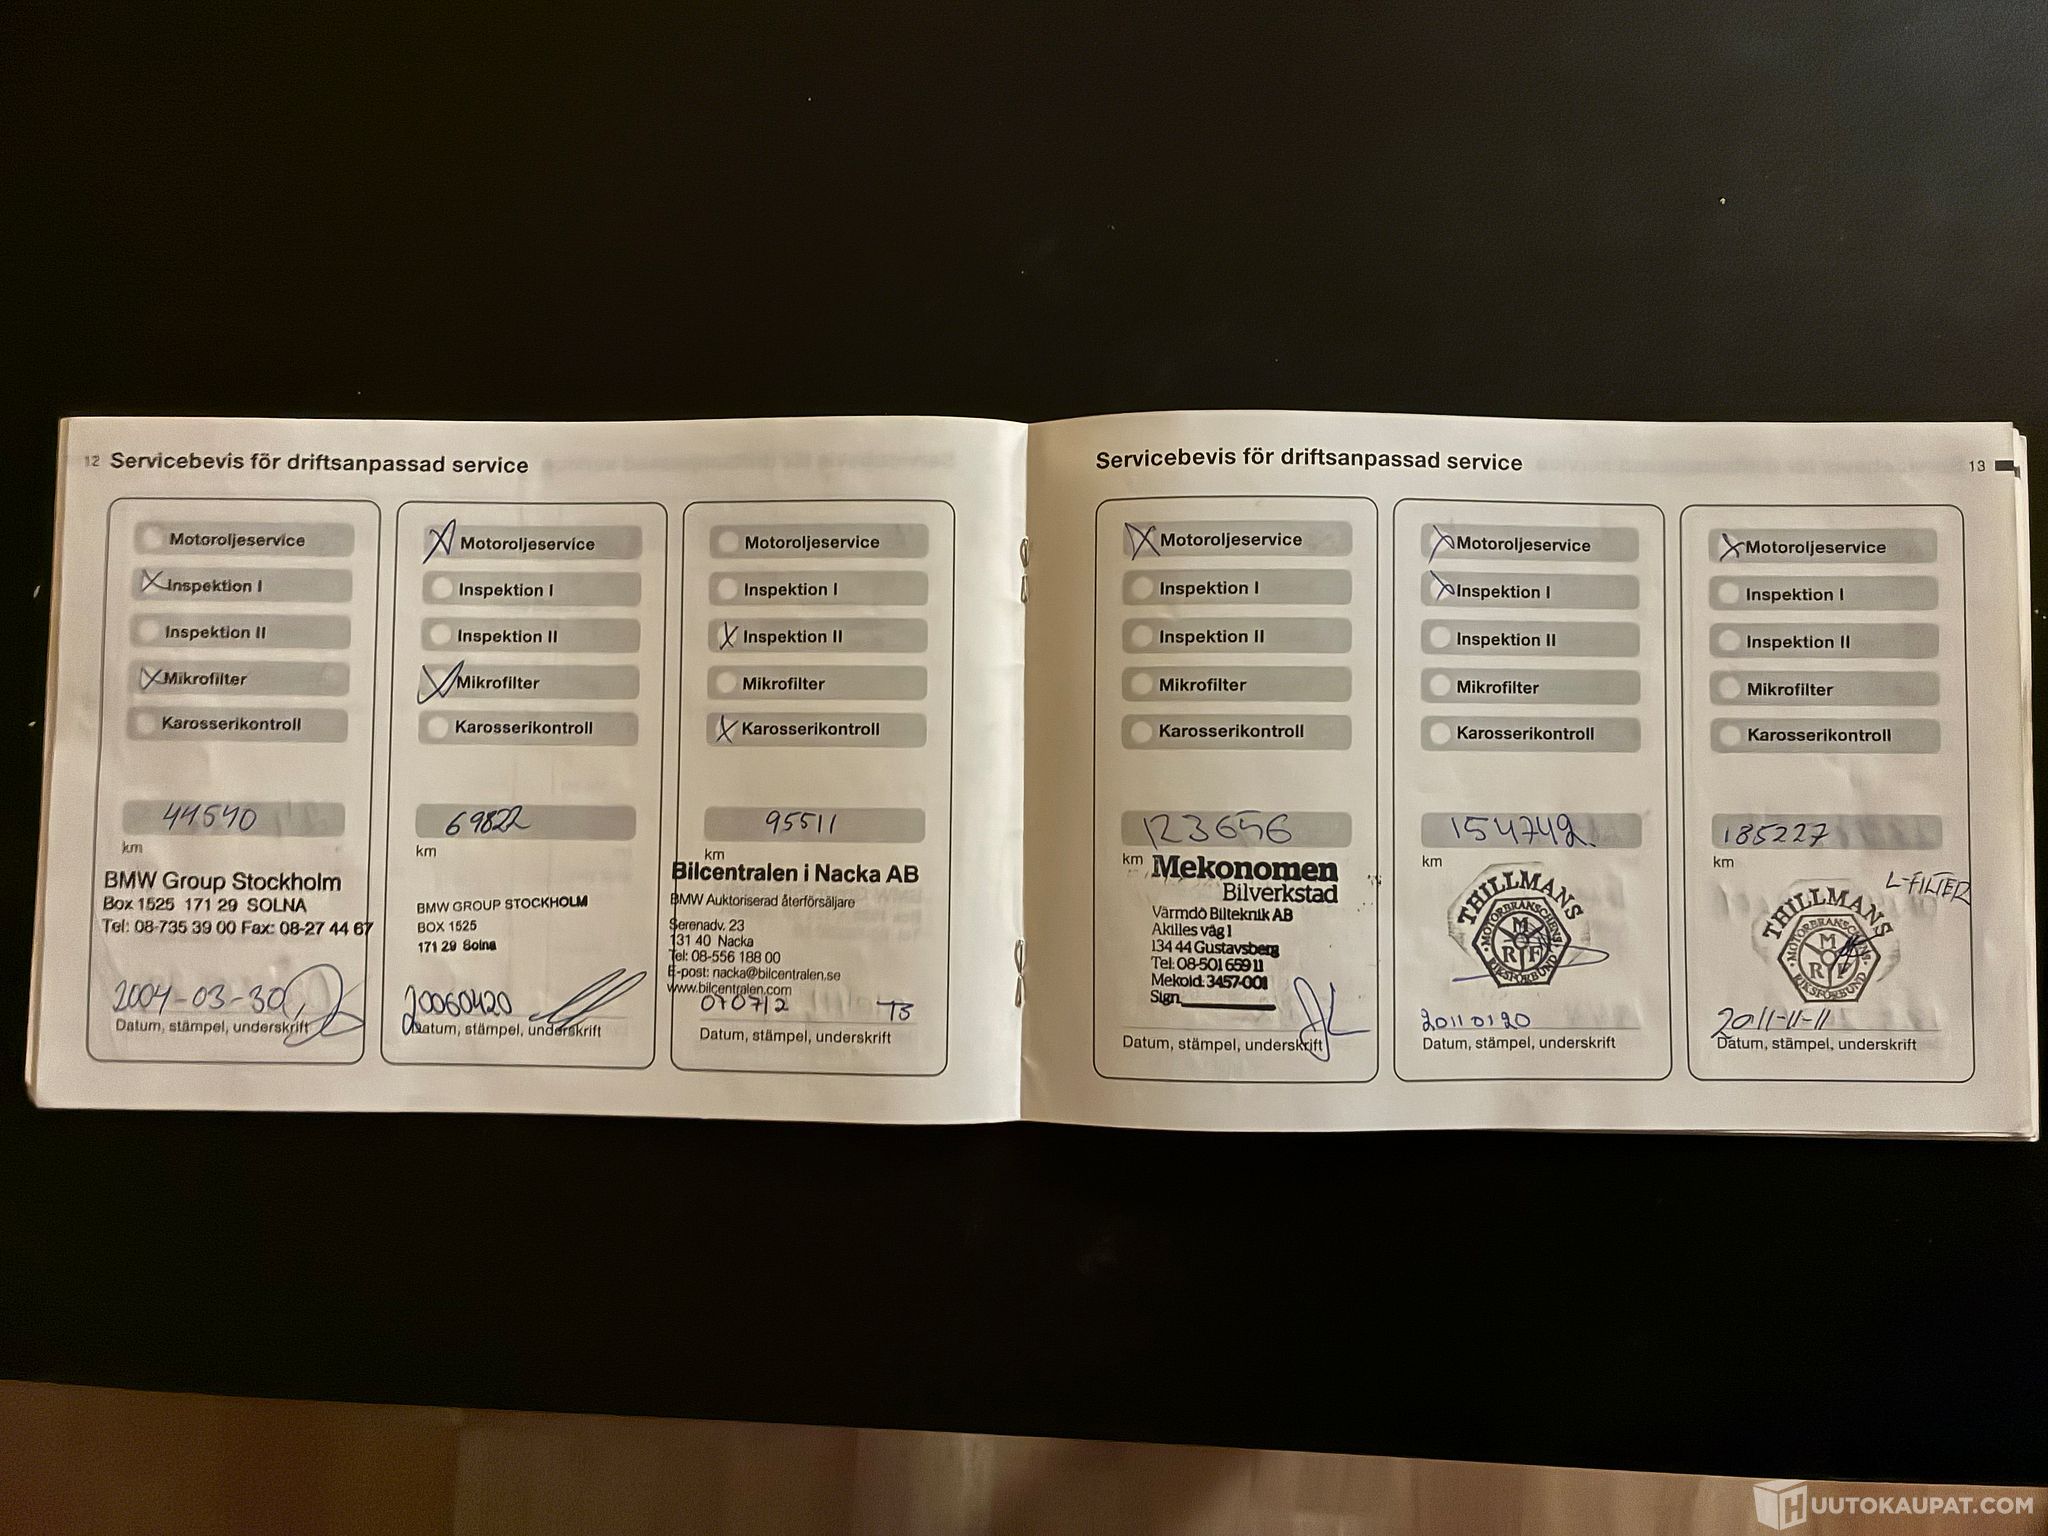 12 Servicebevis för driftsanpassad service
Motoroljeservice
Inspektion I
Inspektion II
Mikrofilter
Karosserikontroll
44540
km
BMW Group Stockholm
Box 1525 171 29 SOLNA
Tel: 08-735 39 00 Fax: 08-27 44 67
2004-03-30
Datum, stämpel, underskrift
Motoroljeservice
Inspektion I
Inspektion II
Mikrofilter
Karosserikontroll
69822
km
BMW GROUP STOCKHOLM
BOX 1525
171 29 Solna
20060420
Datum, stämpel, underskrift
Motoroljeservice
Inspektion I
Inspektion II
Mikrofilter
Karosserikontroll
95511
km
Bilcentralen i Nacka AB
BMW Auktoriserad återförsäljare
Serenadv. 23
131 40 Nacka
Tel: 08-556 188 00
E-post: nacka@bilcentralen.se
www.bilcentralen.com
070712 TB
Datum, stämpel, underskrift
Servicebevis för driftsanpassad service 13
Motoroljeservice
Inspektion I
Inspektion II
Mikrofilter
Karosserikontroll
123656
km
Mekonomen
Bilverkstad
Värmdö Bilteknik AB
Akilles väg 1
134 44 Gustavsberg
Tel: 08-501 659 11
Mekoid: 3457-001
Sign.
Datum, stämpel, underskrift
Motoroljeservice
Inspektion I
Inspektion II
Mikrofilter
Karosserikontroll
154742
km
THILLMANS
MOTORBRANSCHENS
MRF
RIKSFÖRBUND
20110120
Datum, stämpel, underskrift
Motoroljeservice
Inspektion I
Inspektion II
Mikrofilter
Karosserikontroll
185227
km
L-FILTER
THILLMANS
MOTORBRANSCHENS
MRF
RIKSFÖRBUND
2011-11-11
Datum, stämpel, underskrift
HUUTOKAUPAT.COM